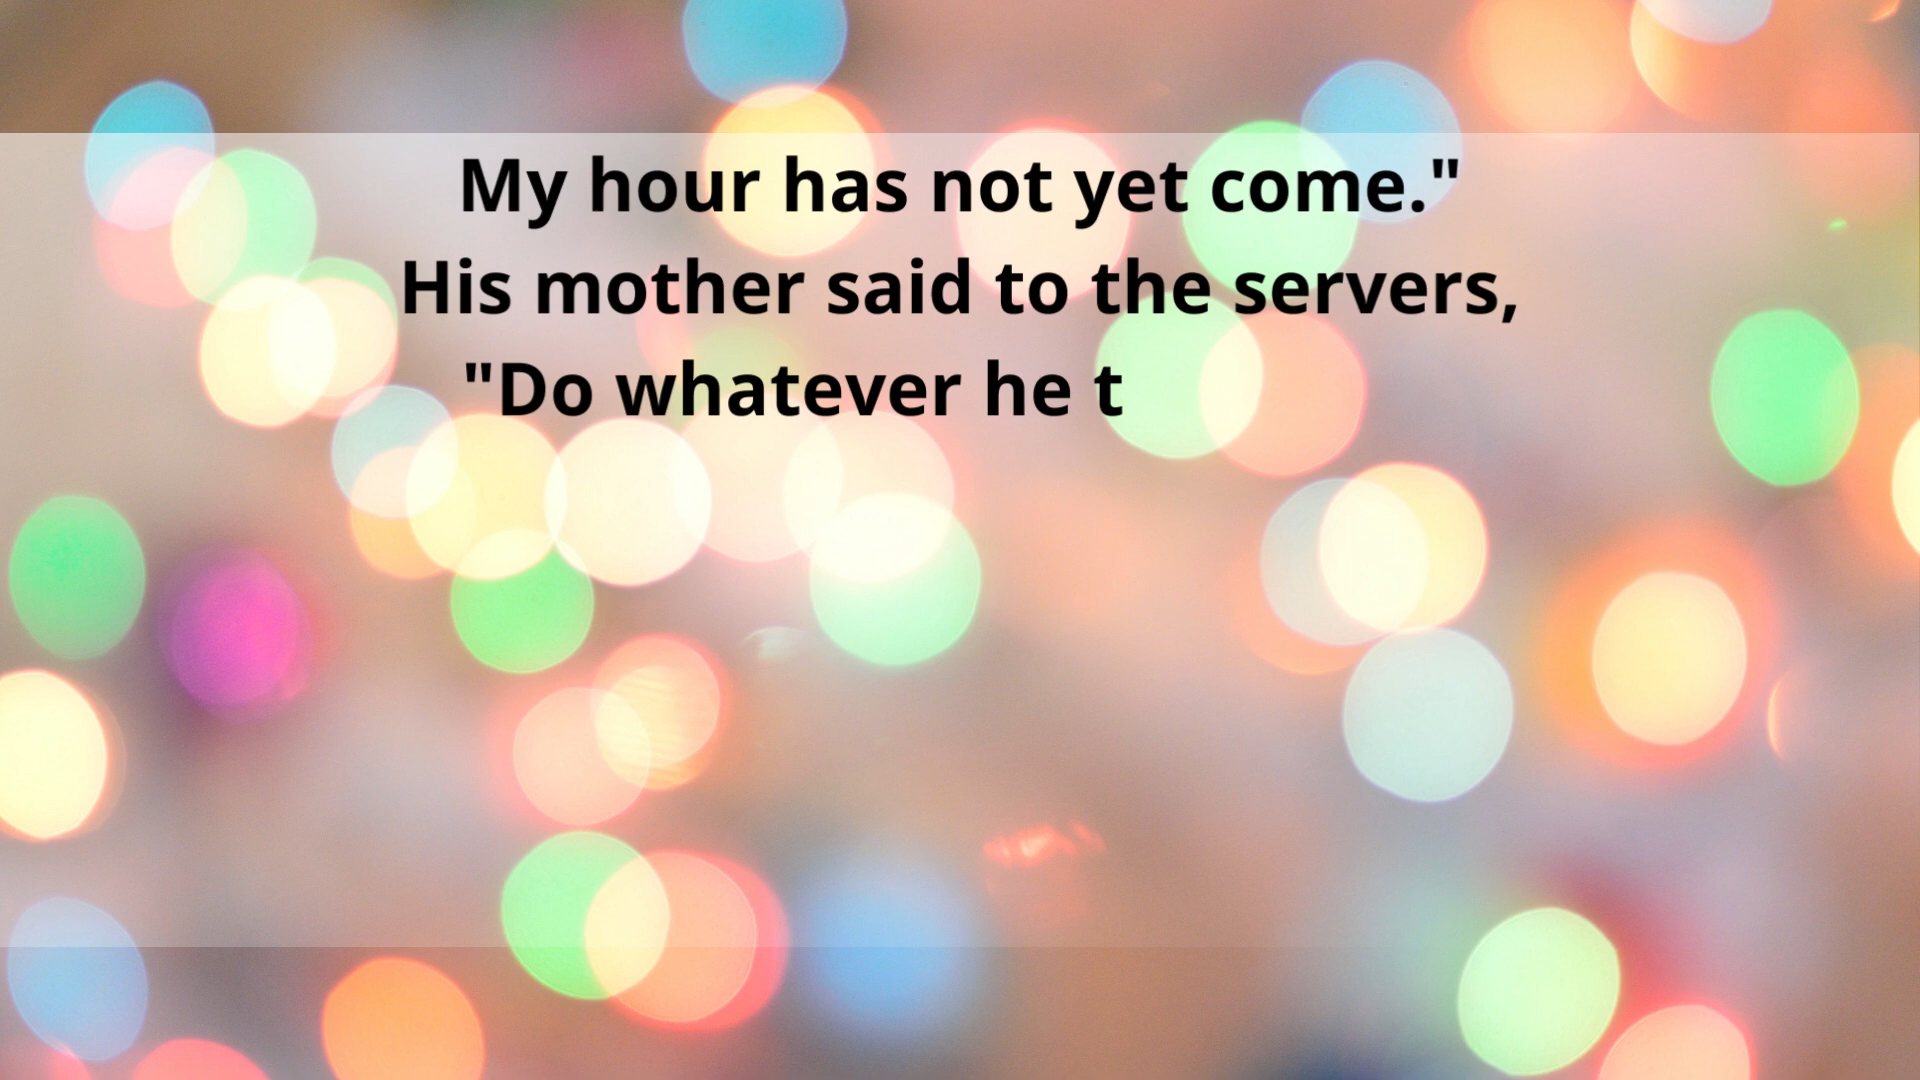 My hour has not yet come."
His mother said to the servers,
"Do whatever he t